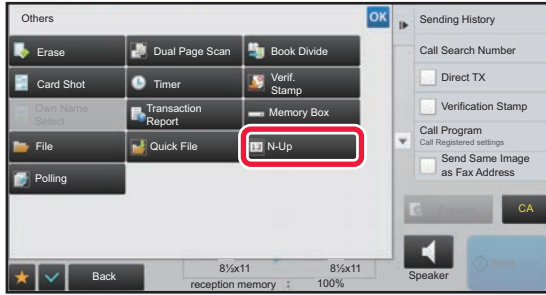 Others
OK
Erase
Dual Page Scan
Book Divide
Card Shot
Timer
Verif.
Stamp
Own Name
Select
Transaction
Report
Memory Box
File
Quick File
N-Up
Polling
Back
8½x11
8½x11
reception memory : 100%
Sending History
Call Search Number
Direct TX
Verification Stamp
Call Program
Call Registered settings
Send Same Image
as Fax Address
Preview
CA
Speaker
Start